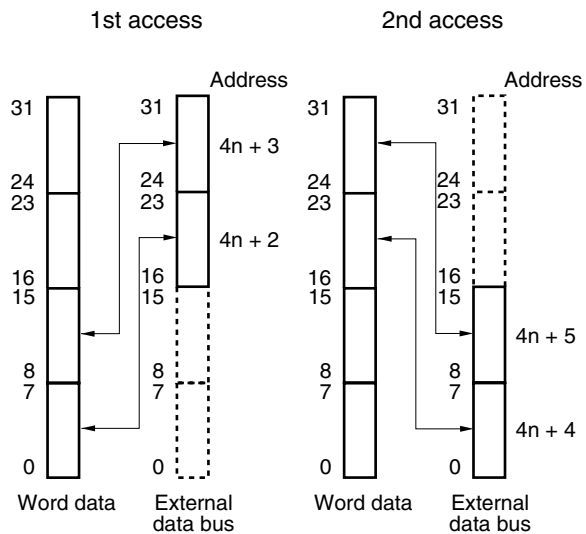 1st access
2nd access
Address
Address
31
31
4n + 3
24
24
23
23
4n + 2
16
16
15
15
8
8
7
7
0
0
Word data
External
data bus
31
31
24
24
23
23
16
16
15
15
4n + 5
8
8
7
7
4n + 4
0
0
Word data
External
data bus